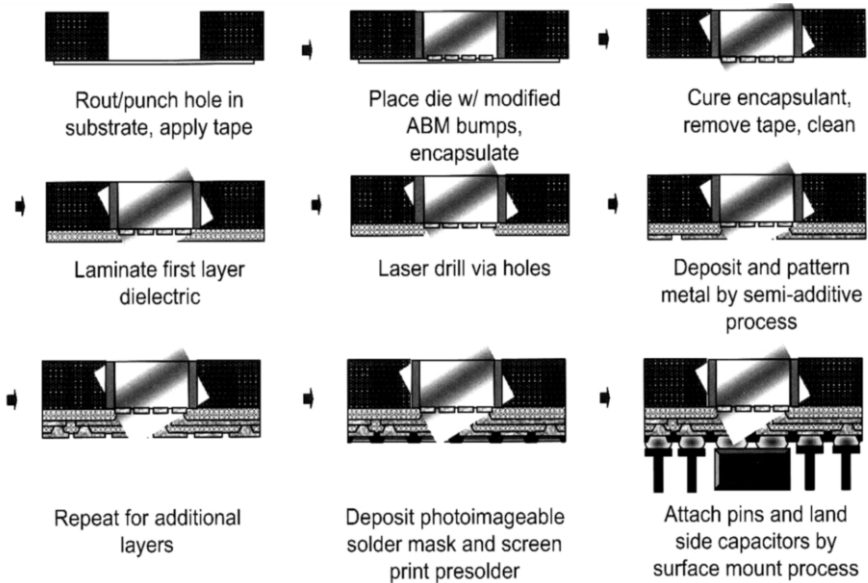 Rout/punch hole in
substrate, apply tape
Place die w/ modified
ABM bumps,
encapsulate
Cure encapsulant,
remove tape, clean
Laminate first layer
dielectric
Laser drill via holes
Deposit and pattern
metal by semi-additive
process
Repeat for additional
layers
Deposit photoimageable
solder mask and screen
print presolder
Attach pins and land
side capacitors by
surface mount process